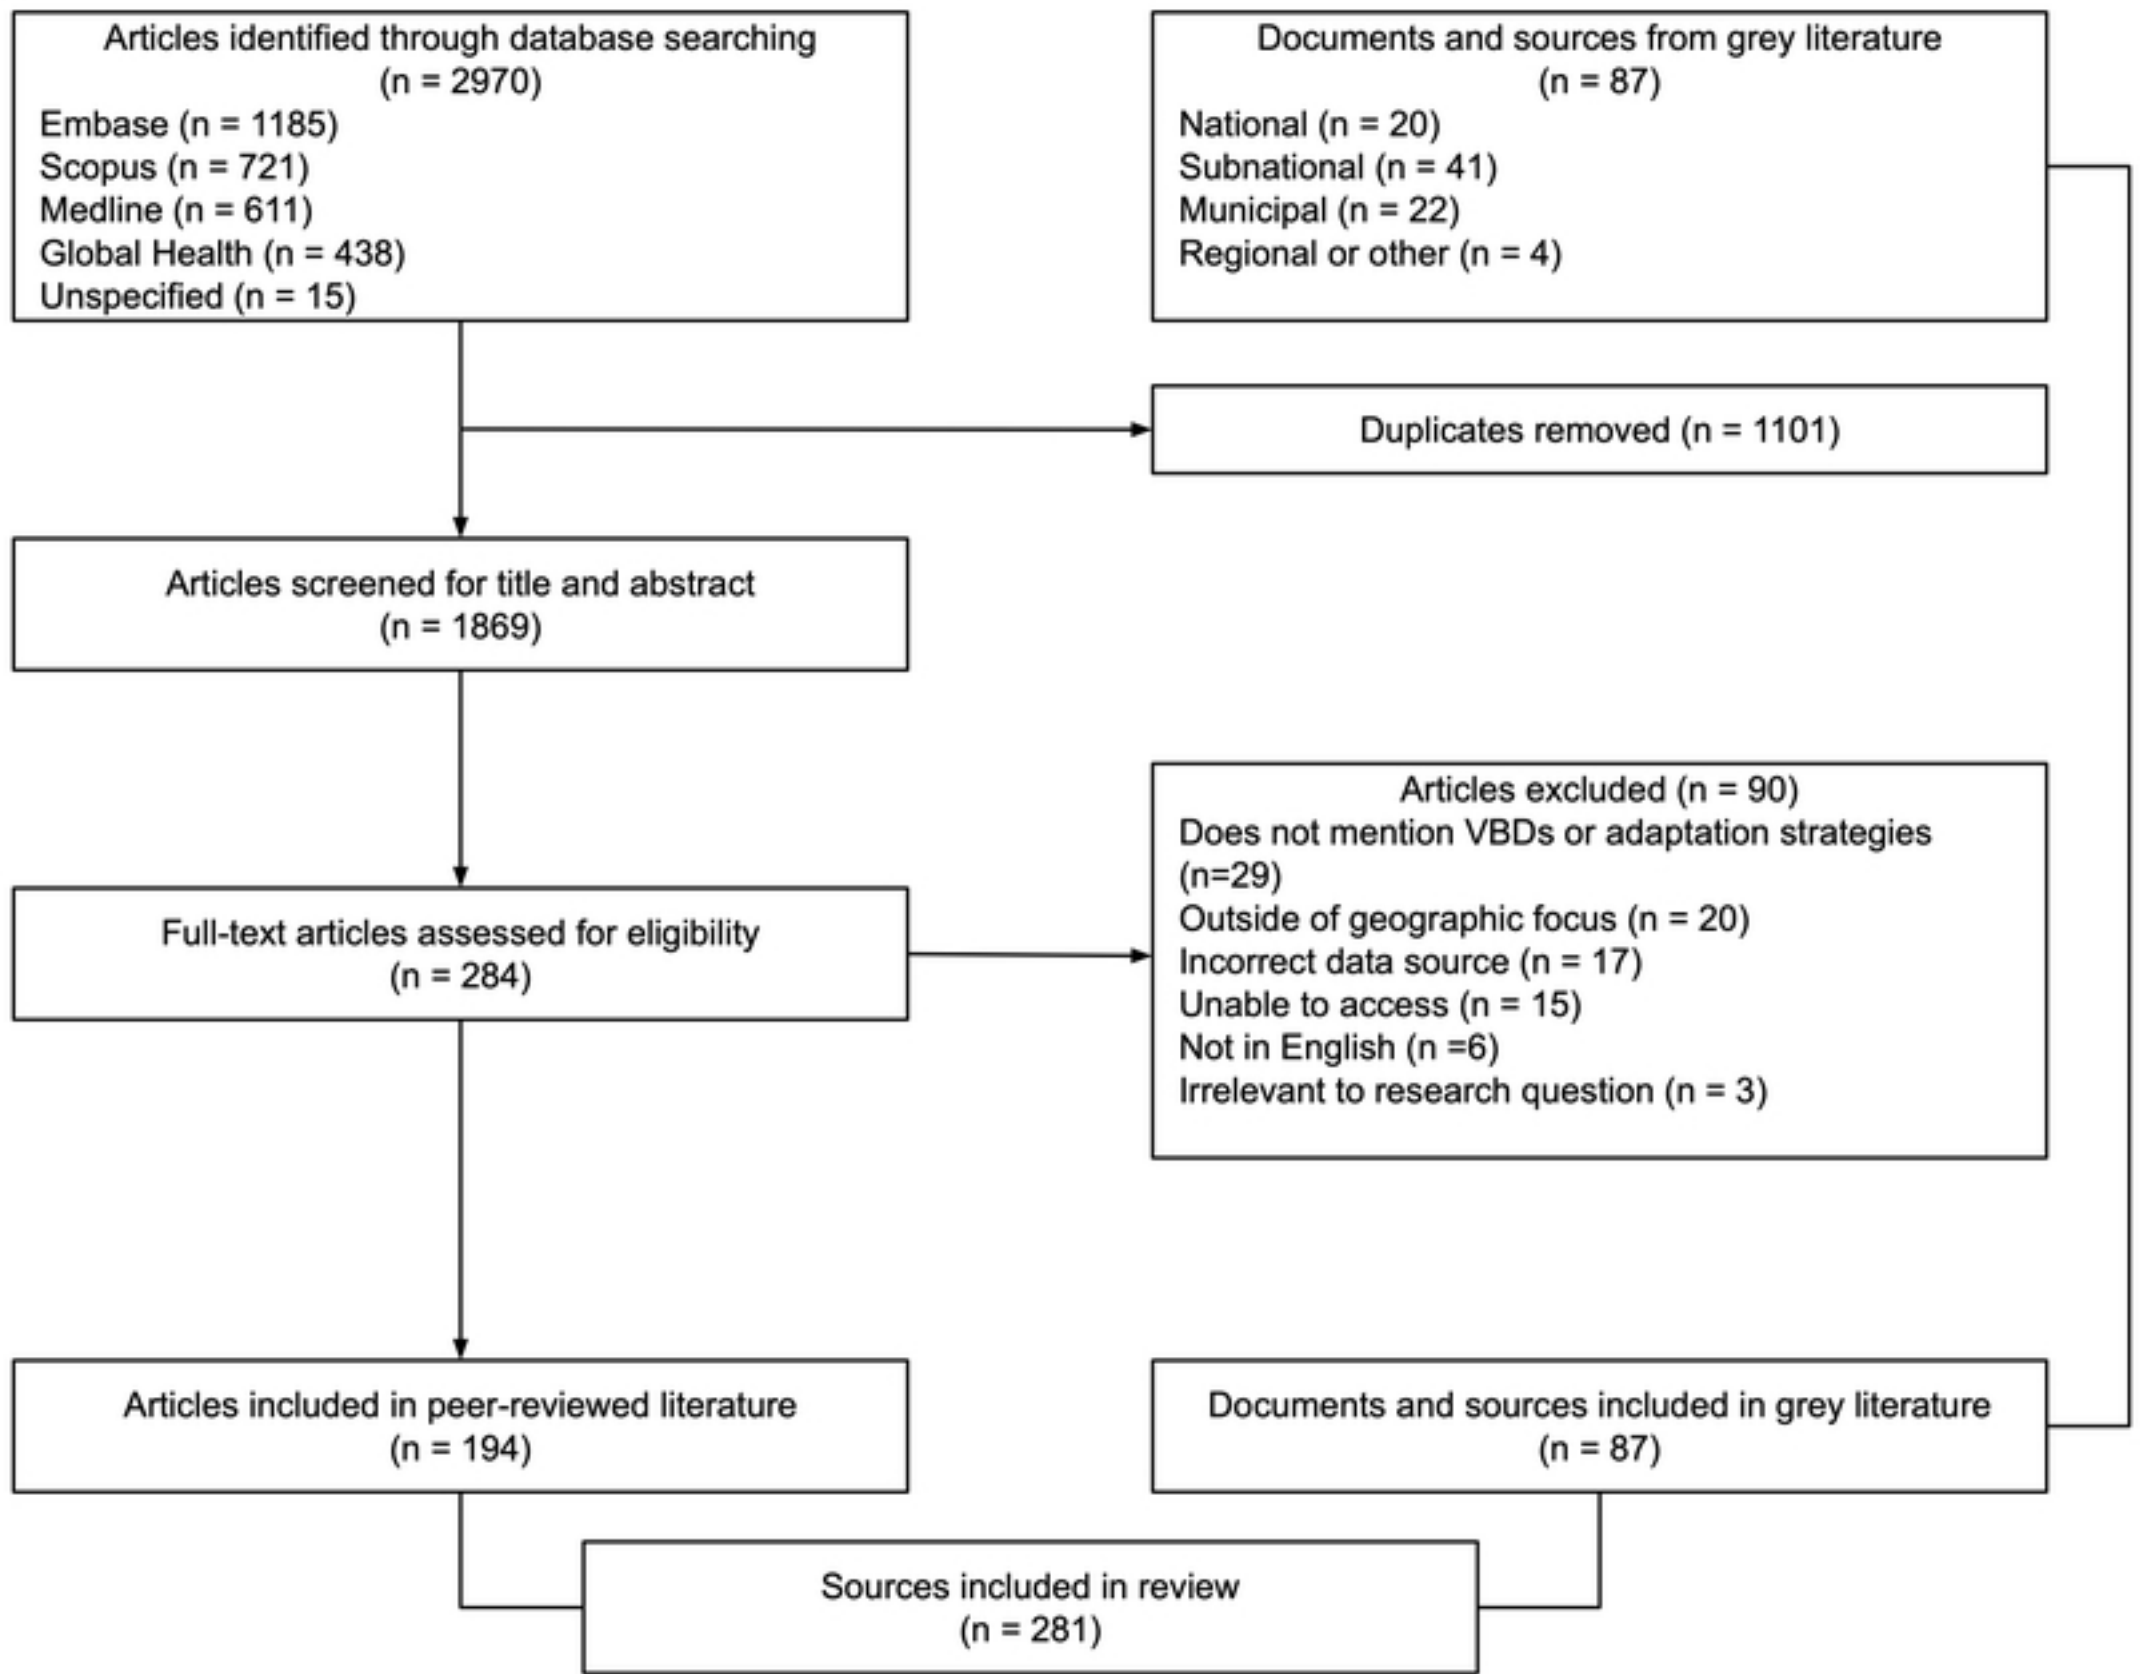 Articles identified through database searching
(n = 2970)
Embase (n = 1185)
Scopus (n = 721)
Medline (n = 611)
Global Health (n = 438)
Unspecified (n = 15)
Documents and sources from grey literature
(n = 87)
National (n = 20)
Subnational (n = 41)
Municipal (n = 22)
Regional or other (n = 4)
Duplicates removed (n = 1101)
Articles screened for title and abstract
(n = 1869)
Articles excluded (n = 90)
Does not mention VBDs or adaptation strategies
(n=29)
Outside of geographic focus (n = 20)
Incorrect data source (n = 17)
Unable to access (n = 15)
Not in English (n =6)
Irrelevant to research question (n = 3)
Full-text articles assessed for eligibility
(n = 284)
Articles included in peer-reviewed literature
(n = 194)
Documents and sources included in grey literature
(n = 87)
Sources included in review
(n = 281)